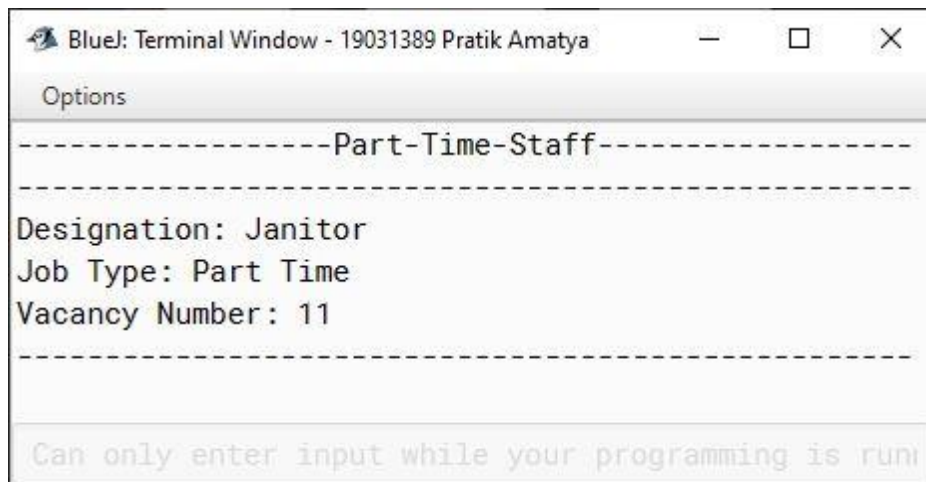 BlueJ: Terminal Window - 19031389 Pratik Amatya
Options
------------------Part-Time-Staff------------------
---------------------------------------------------
Designation: Janitor
Job Type: Part Time
Vacancy Number: 11
---------------------------------------------------
Can only enter input while your programming is